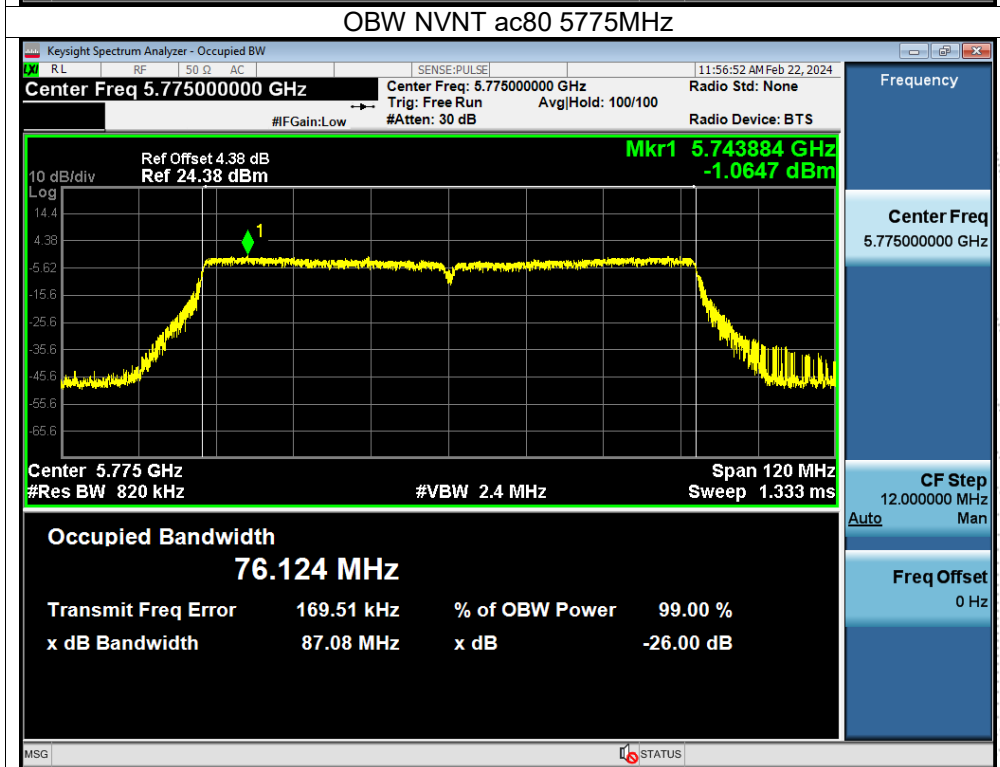 OBW NVNT ac80 5775MHz
Keysight Spectrum Analyzer - Occupied BW
LXI RL RF 50 Ω AC SENSE:PULSE 11:56:52 AM Feb 22, 2024
Center Freq 5.775000000 GHz
Center Freq: 5.775000000 GHz
Radio Std: None
Trig: Free Run Avg|Hold: 100/100
#IFGain:Low
#Atten: 30 dB
Radio Device: BTS
Frequency
Mkr1 5.743884 GHz
-1.0647 dBm
Ref Offset 4.38 dB
10 dB/div Ref 24.38 dBm
Log
14.4
4.38
-5.62
-15.6
-25.6
-35.6
-45.6
-55.6
-65.6
1
Center 5.775 GHz
Span 120 MHz
#Res BW 820 kHz
#VBW 2.4 MHz
Sweep 1.333 ms
Center Freq
5.775000000 GHz
CF Step
12.000000 MHz
Auto Man
Freq Offset
0 Hz
Occupied Bandwidth
76.124 MHz
Transmit Freq Error 169.51 kHz % of OBW Power 99.00 %
x dB Bandwidth 87.08 MHz x dB -26.00 dB
MSG STATUS